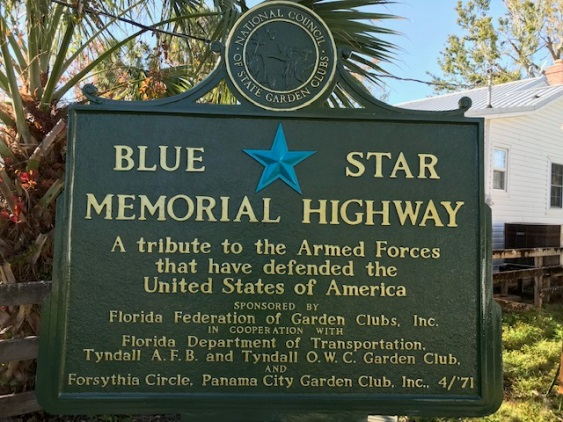 NATIONAL COUNCIL
OF STATE GARDEN CLUBS
BLUE STAR
MEMORIAL HIGHWAY
A tribute to the Armed Forces
that have defended the
United States of America
SPONSORED BY
Florida Federation of Garden Clubs, Inc.
IN COOPERATION WITH
Florida Department of Transportation,
Tyndall A.F.B. and Tyndall O.W.C. Garden Club,
AND
Forsythia Circle, Panama City Garden Club, Inc., 4/'71